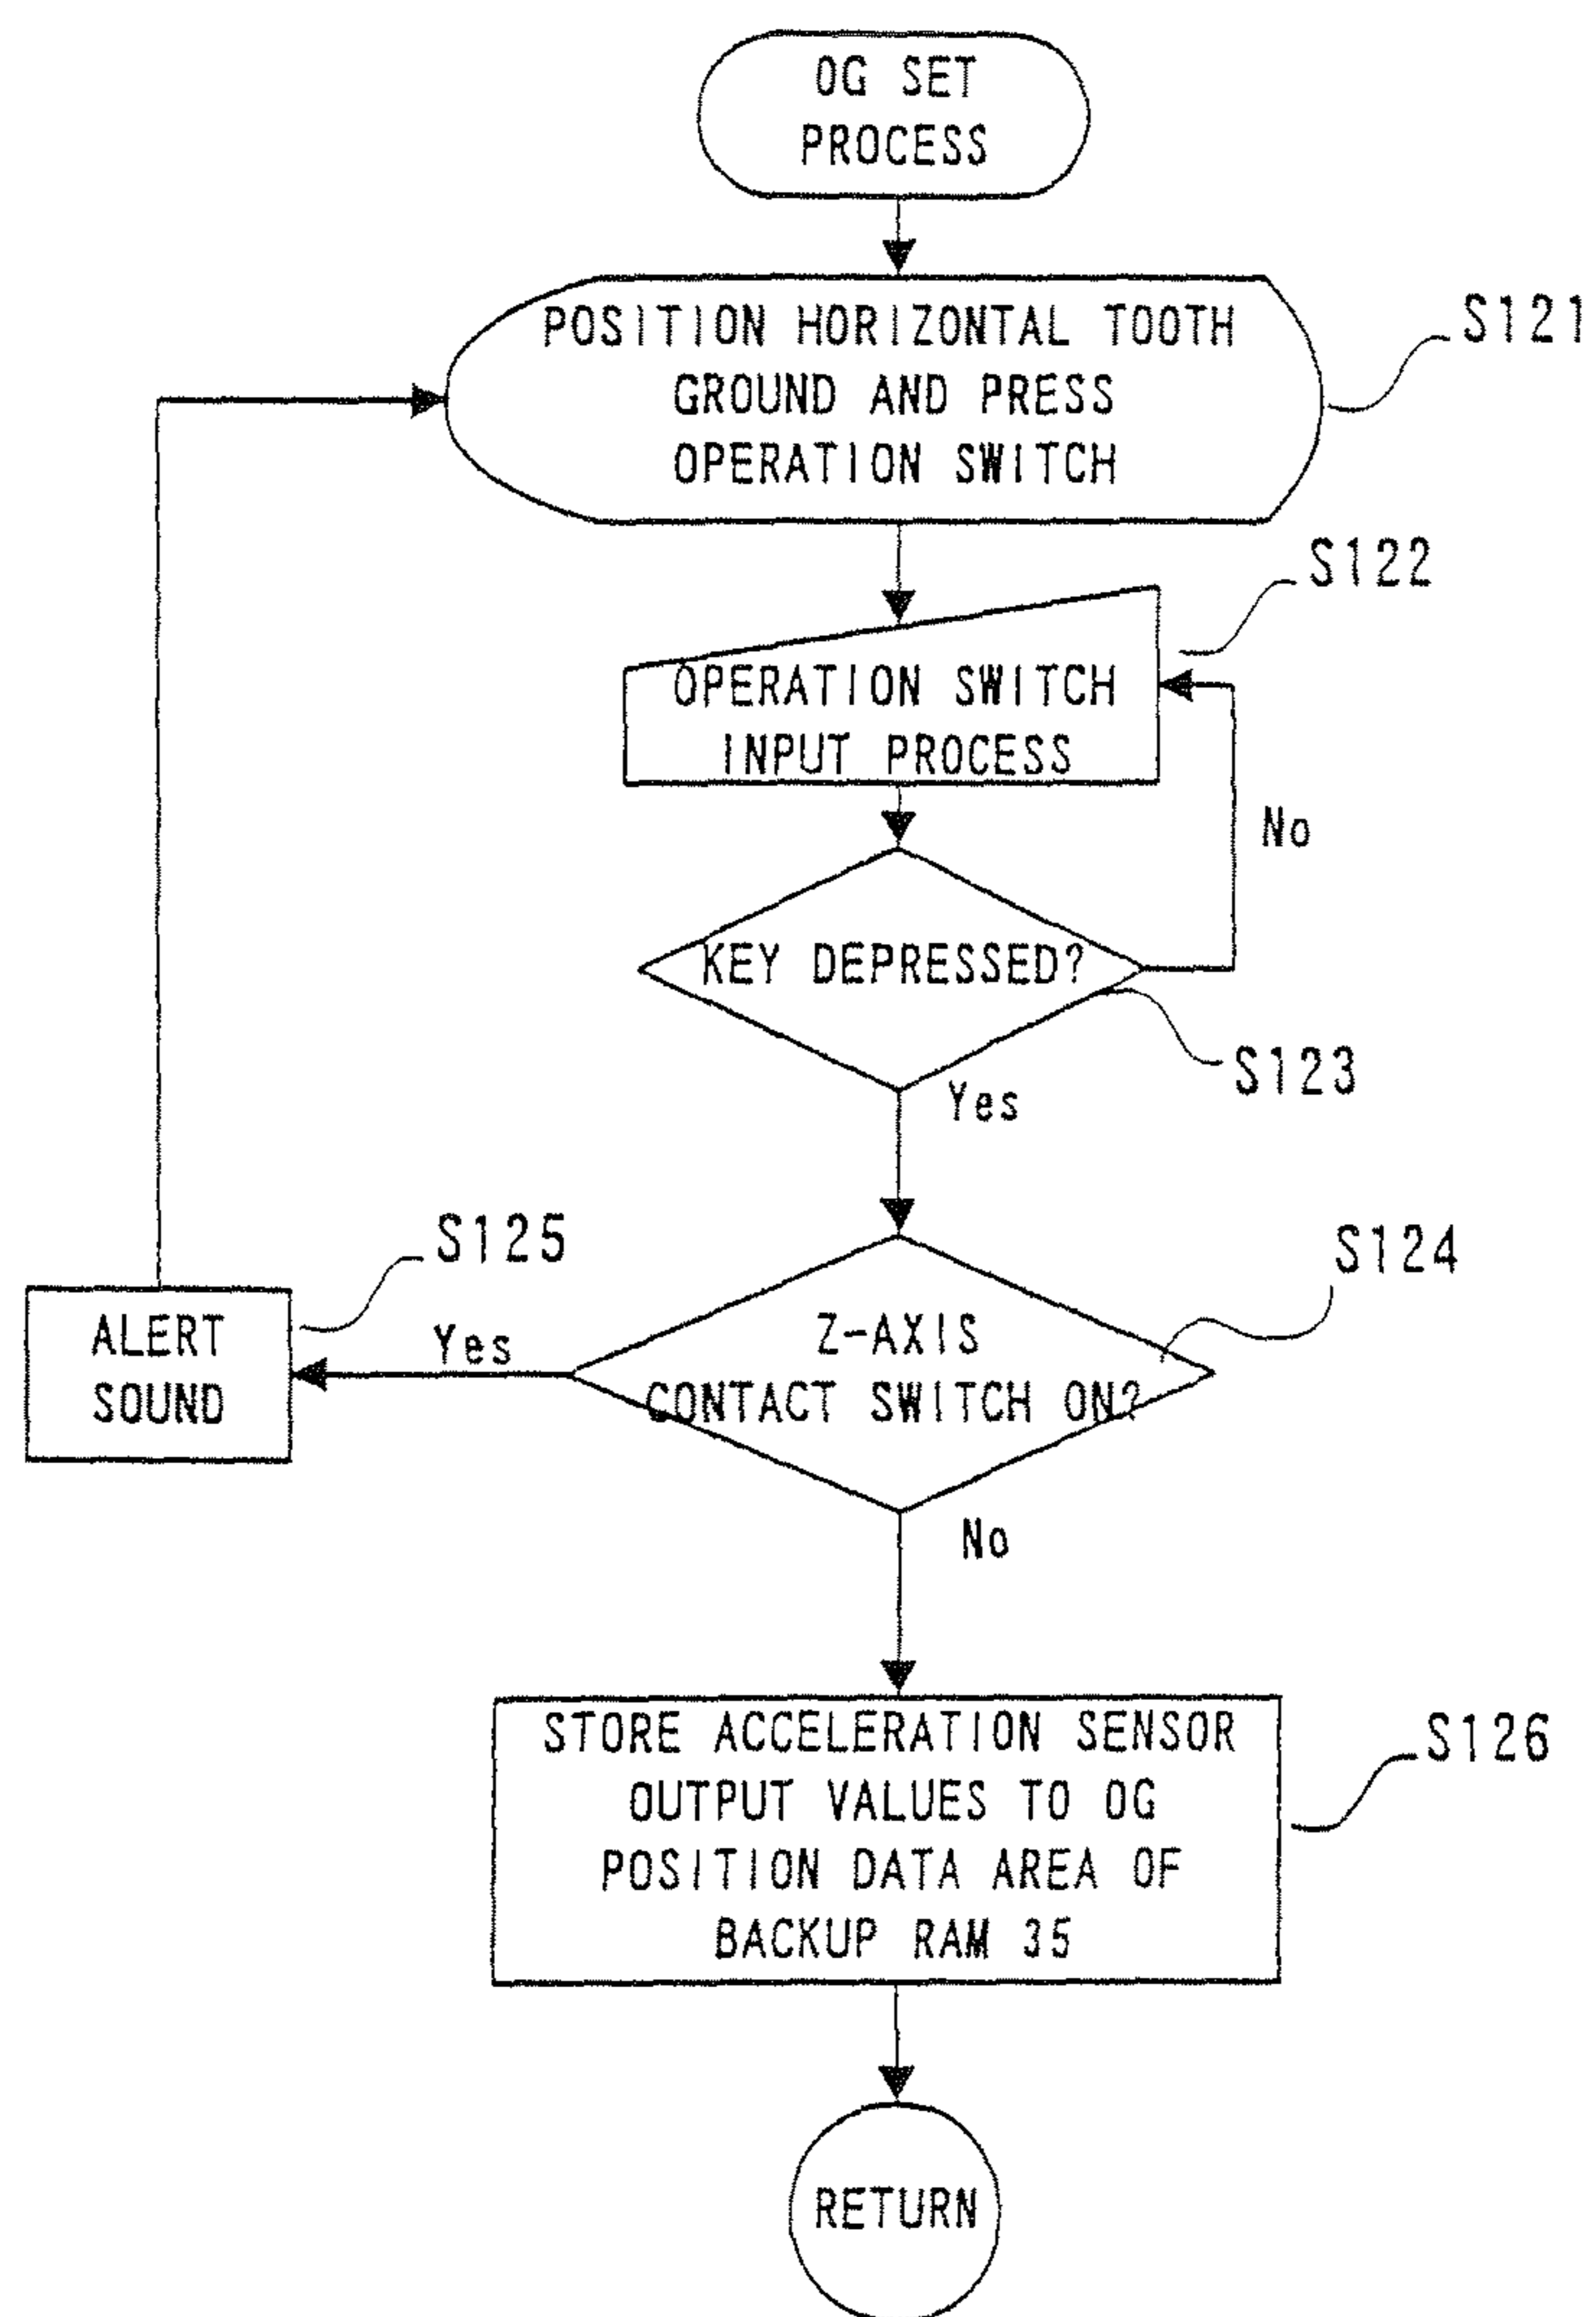 0G SET
PROCESS
POSITION HORIZONTAL TOOTH
GROUND AND PRESS
OPERATION SWITCH
S121
S122
OPERATION SWITCH
INPUT PROCESS
No
KEY DEPRESSED?
S123
Yes
S125
S124
ALERT
SOUND
Yes
Z-AXIS
CONTACT SWITCH ON?
No
STORE ACCELERATION SENSOR
OUTPUT VALUES TO 0G
POSITION DATA AREA OF
BACKUP RAM 35
S126
RETURN